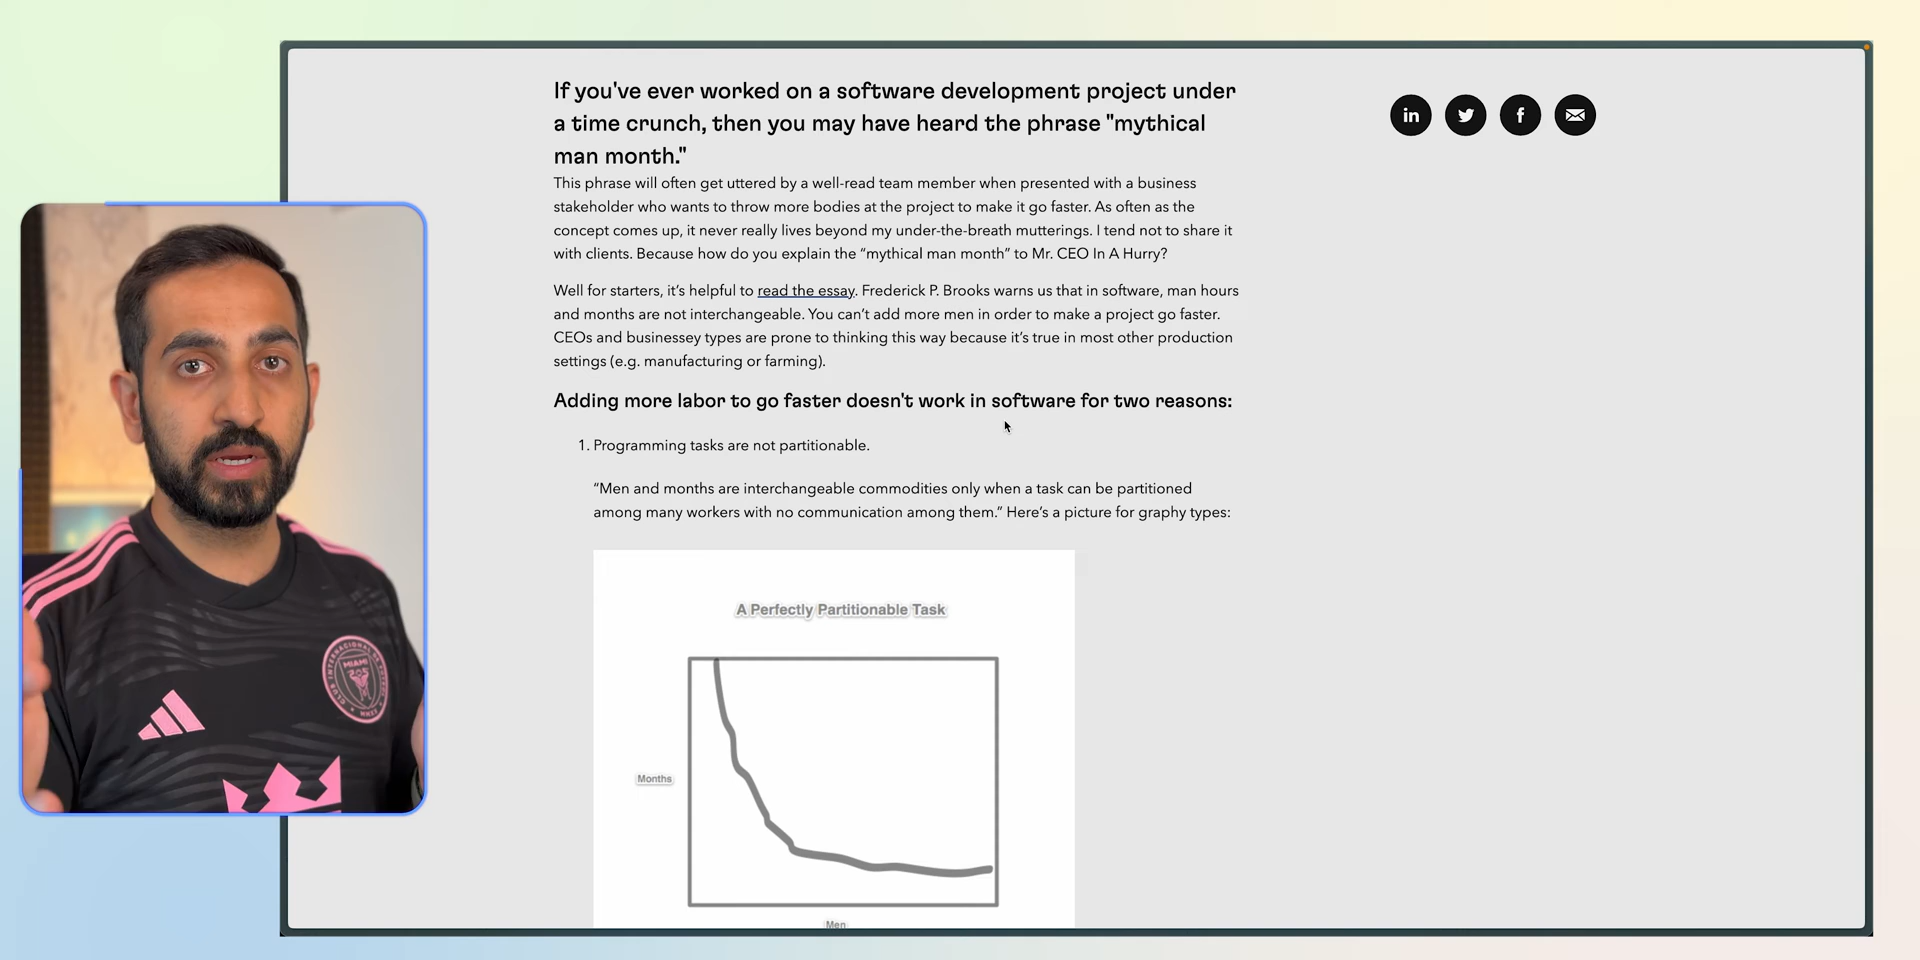 If you've ever worked on a software development project under
a time crunch, then you may have heard the phrase "mythical
man month."
This phrase will often get uttered by a well-read team member when presented with a business
stakeholder who wants to throw more bodies at the project to make it go faster. As often as the
concept comes up, it never really lives beyond my under-the-breath mutterings. I tend not to share it
with clients. Because how do you explain the “mythical man month” to Mr. CEO In A Hurry?
Well for starters, it’s helpful to read the essay. Frederick P. Brooks warns us that in software, man hours
and months are not interchangeable. You can’t add more men in order to make a project go faster.
CEOs and businessey types are prone to thinking this way because it’s true in most other production
settings (e.g. manufacturing or farming).
Adding more labor to go faster doesn't work in software for two reasons:
1. Programming tasks are not partitionable.
“Men and months are interchangeable commodities only when a task can be partitioned
among many workers with no communication among them.” Here’s a picture for graphy types:
A Perfectly Partitionable Task
Months
Men
in
f
MIAMI